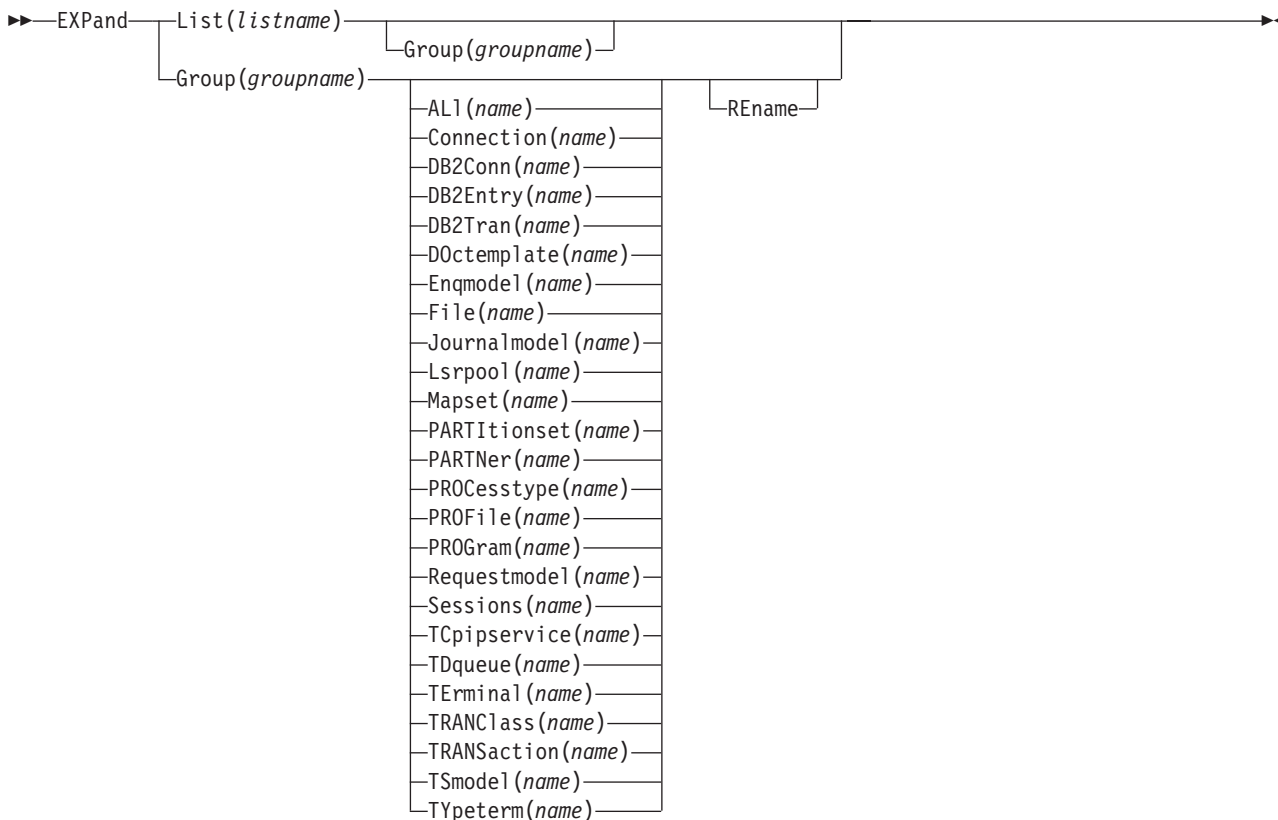 EXPand List(listname)
Group(groupname)
Group(groupname)
ALl(name) REname
Connection(name)
DB2Conn(name)
DB2Entry(name)
DB2Tran(name)
DOctemplate(name)
Enqmodel(name)
File(name)
Journalmodel(name)
Lsrpool(name)
Mapset(name)
PARTItionset(name)
PARTNer(name)
PROCesstype(name)
PROFile(name)
PROGram(name)
Requestmodel(name)
Sessions(name)
TCpipservice(name)
TDqueue(name)
TErminal(name)
TRANClass(name)
TRANSaction(name)
TSmodel(name)
TYpeterm(name)